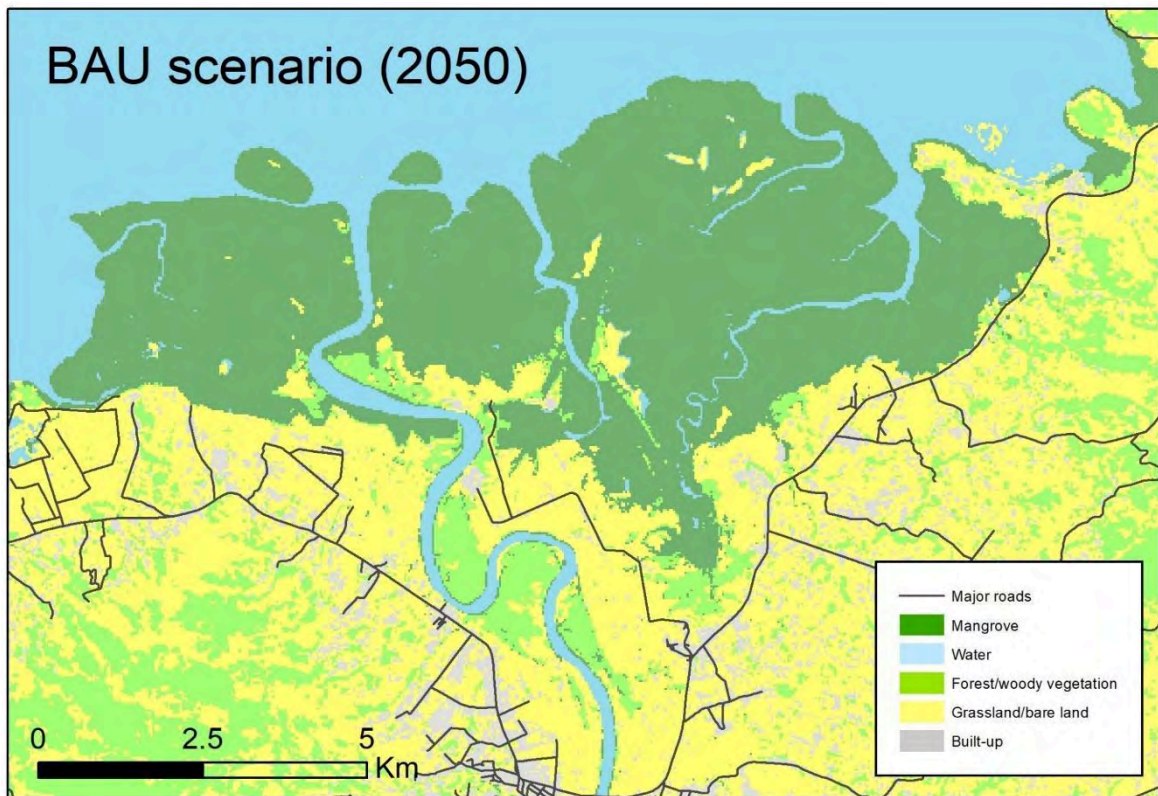 BAU scenario (2050)
Major roads
Mangrove
Water
Forest/woody vegetation
Grassland/bare land
Built-up
0 2.5 5
Km